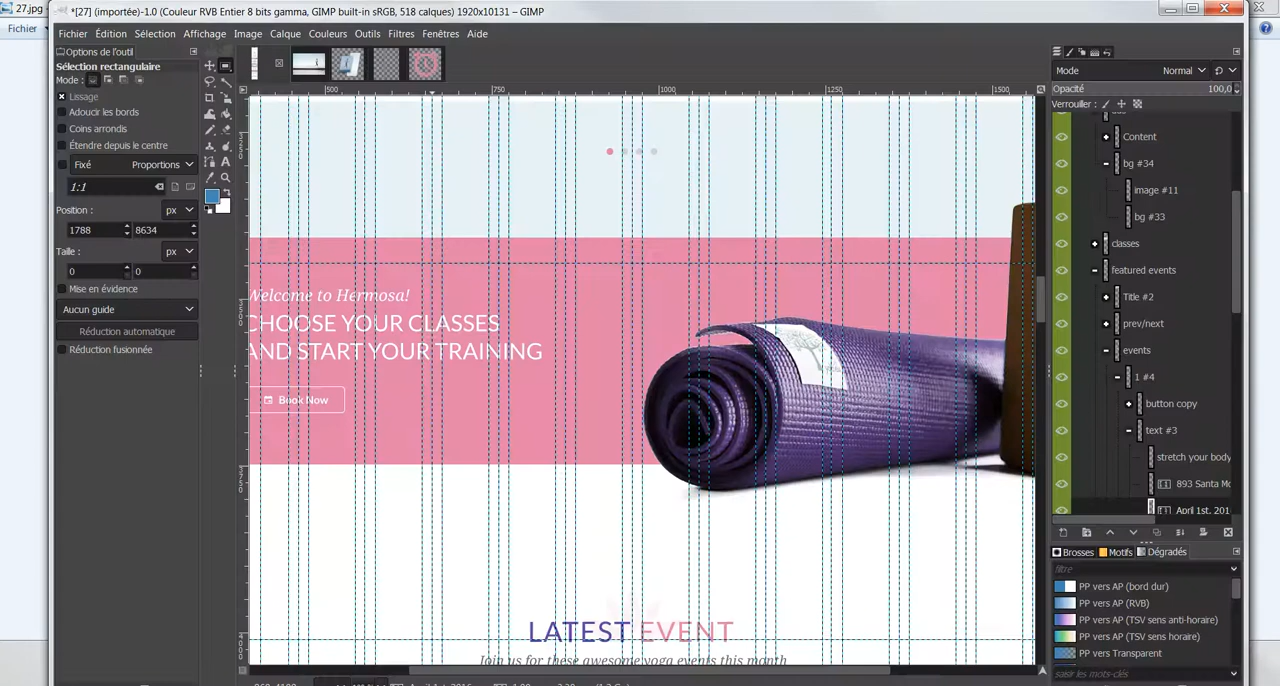 27.jpg
*[27] (importée)-1.0 (Couleur RVB Entier 8 bits gamma, GIMP built-in sRGB, 518 calques) 1920x10131 – GIMP
Fichier
Fichier Édition Sélection Affichage Image Calque Couleurs Outils Filtres Fenêtres Aide
Options de l'outil
Sélection rectangulaire
Mode :
Lissage
Adoucir les bords
Coins arrondis
Étendre depuis le centre
Fixé Proportions
1:1
Position : px
1788 8634
Taille : px
0 0
Mise en évidence
Aucun guide
Réduction automatique
Réduction fusionnée
500 750 1000 1250 1500
Welcome to Hermosa!
CHOOSE YOUR CLASSES
AND START YOUR TRAINING
Book Now
LATEST EVENT
Join us for these awesome yoga events this month
Mode Normal
Opacité 100,0
Verrouiller :
Content
bg #34
image #11
bg #33
classes
featured events
Title #2
prev/next
events
1 #4
button copy
text #3
stretch your body
893 Santa Mo
April 1st, 201
Brosses Motifs Dégradés
filtre
PP vers AP (bord dur)
PP vers AP (RVB)
PP vers AP (TSV sens anti-horaire)
PP vers AP (TSV sens horaire)
PP vers Transparent
saisir les mots-clés